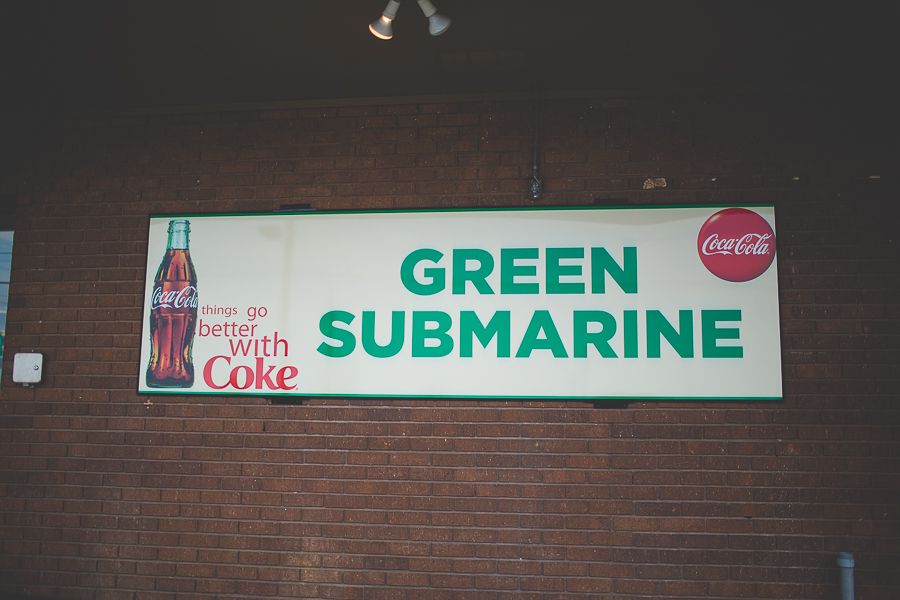 Coca-Cola
things go
better
with
Coke
GREEN
SUBMARINE
Coca-Cola